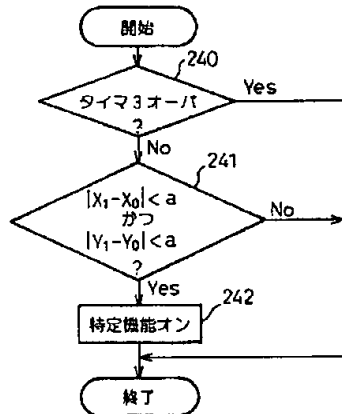 開始
240
タイマ3オーバ
?
Yes
No
241
|X₁-X₀|<a
かつ
|Y₁-Y₀|<a
?
No
Yes
242
特定機能オン
終了